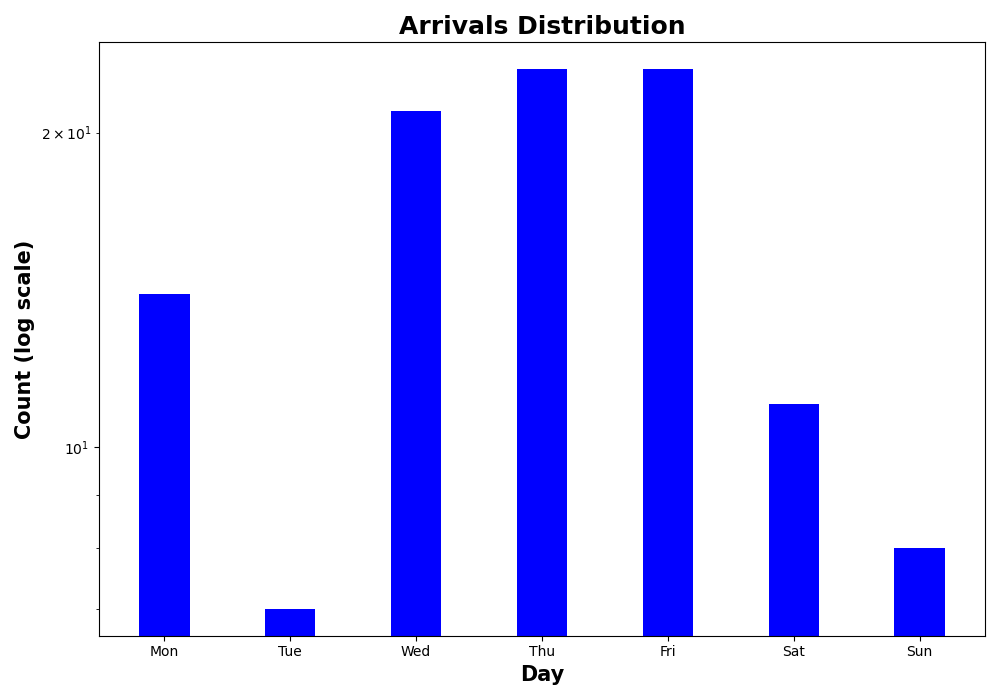 Arrivals Distribution
Count (log scale)
2 × 10¹
10¹
Mon Tue Wed Thu Fri Sat Sun
Day